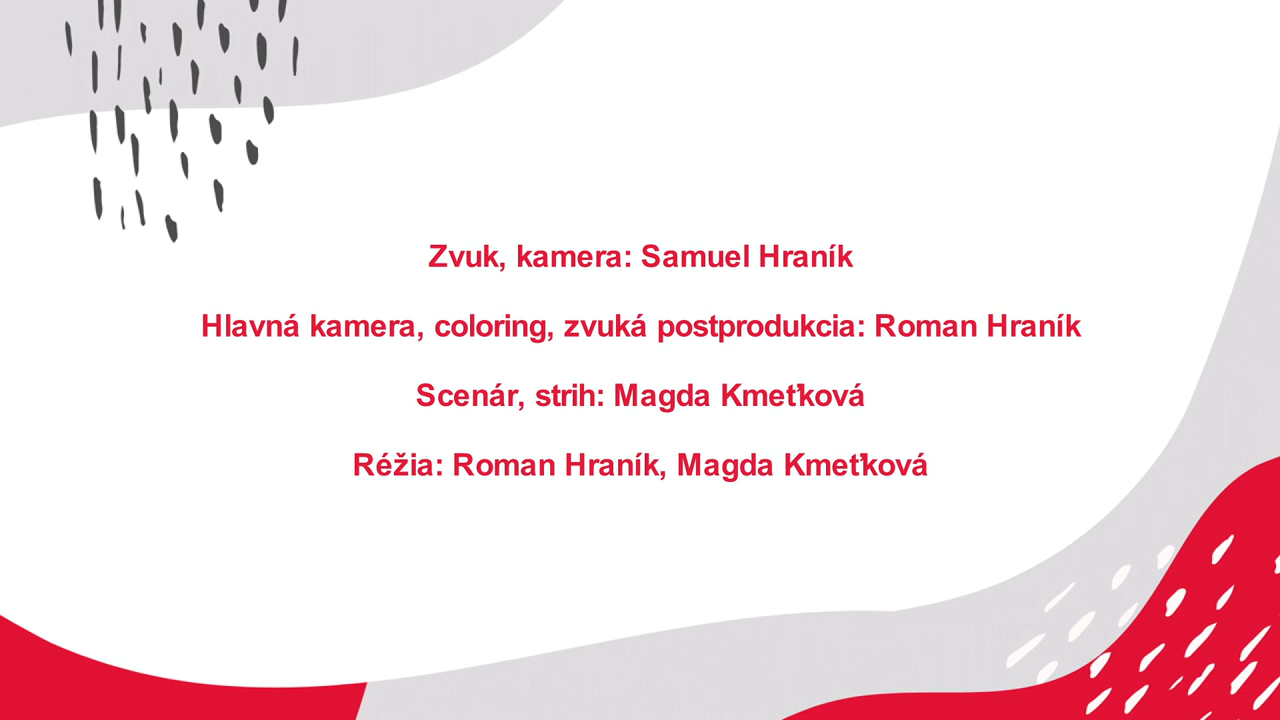 Zvuk, kamera: Samuel Hraník
Hlavná kamera, coloring, zvuká postprodukcia: Roman Hraník
Scenár, strih: Magda Kmeťková
Réžia: Roman Hraník, Magda Kmeťková